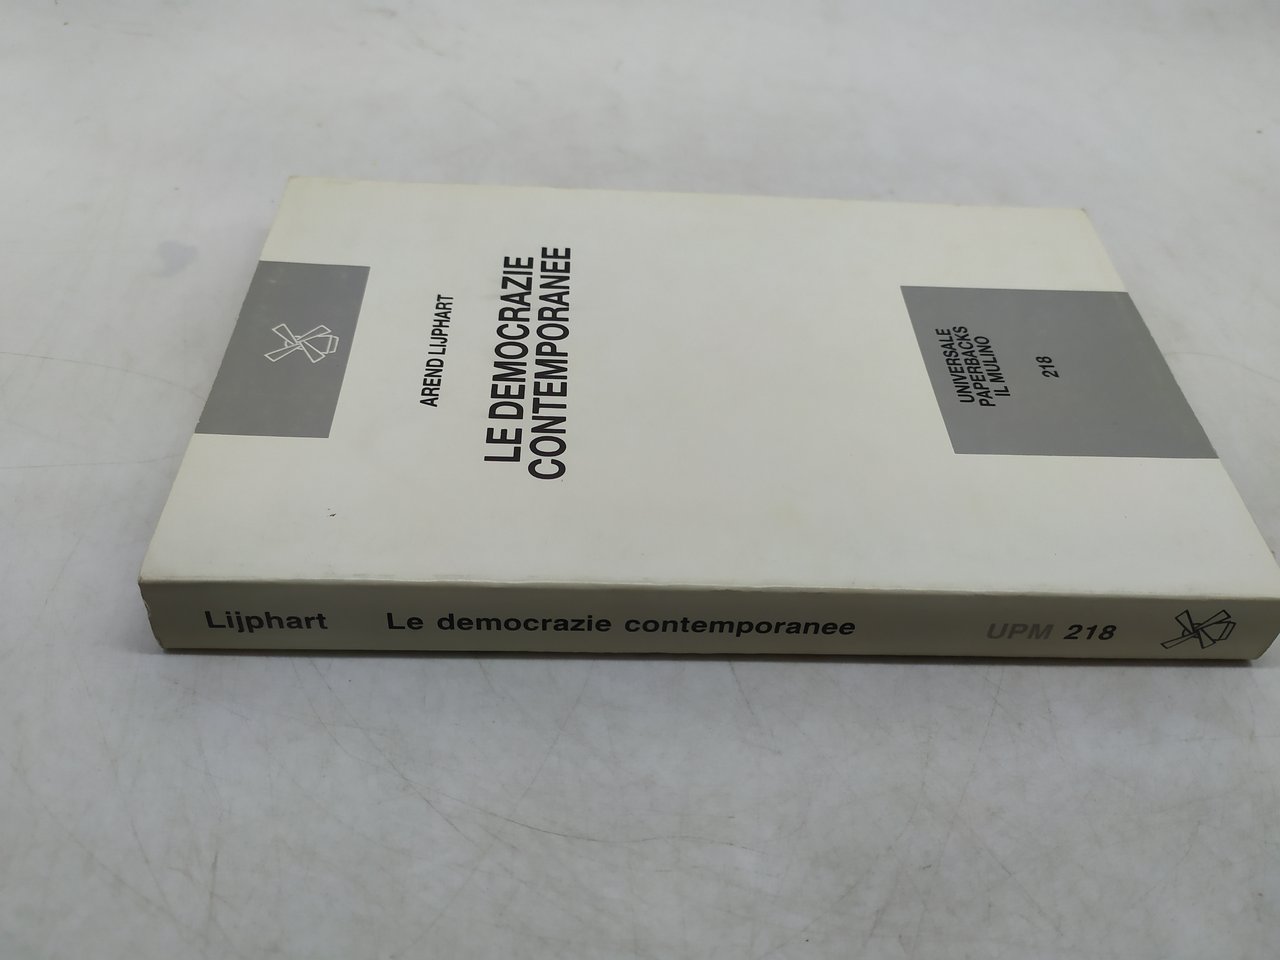 AREND LIJPHART
LE DEMOCRAZIE
CONTEMPORANEE
UNIVERSALE
PAPERBACKS
IL MULINO
218
Lijphart Le democrazie contemporanee UPM 218